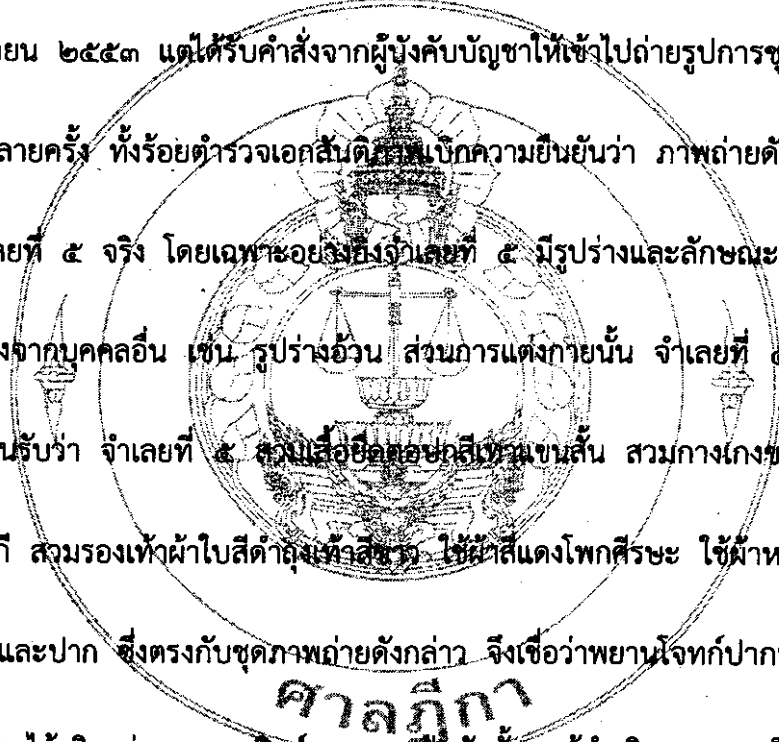 ยน ๒๕๕๓ แต่ได้รับคำสั่งจากผู้บังคับบัญชาให้เข้าไปถ่ายรูปการชุ
ลายครั้ง ทั้งร้อยตำรวจเอกสันติภาพเบิกความยืนยันว่า ภาพถ่ายดั
ลยที่ ๕ จริง โดยเฉพาะอย่างยิ่งจำเลยที่ ๕ มีรูปร่างและลักษณะ
งจากบุคคลอื่น เช่น รูปร่างอ้วน ส่วนการแต่งกายนั้น จำเลยที่
นรับว่า จำเลยที่ ๕ สวมเสื้อยืดคอปกสีเทาแขนสั้น สวมกางเกงข
กี สวมรองเท้าผ้าใบสีดำถุงเท้าสีขาว ใช้ผ้าสีแดงโพกศีรษะ ใช้ผ้าห
และปาก ซึ่งตรงกับชุดภาพถ่ายดังกล่าว จึงเชื่อว่าพยานโจทก์ปาก
ศาลฎีกา